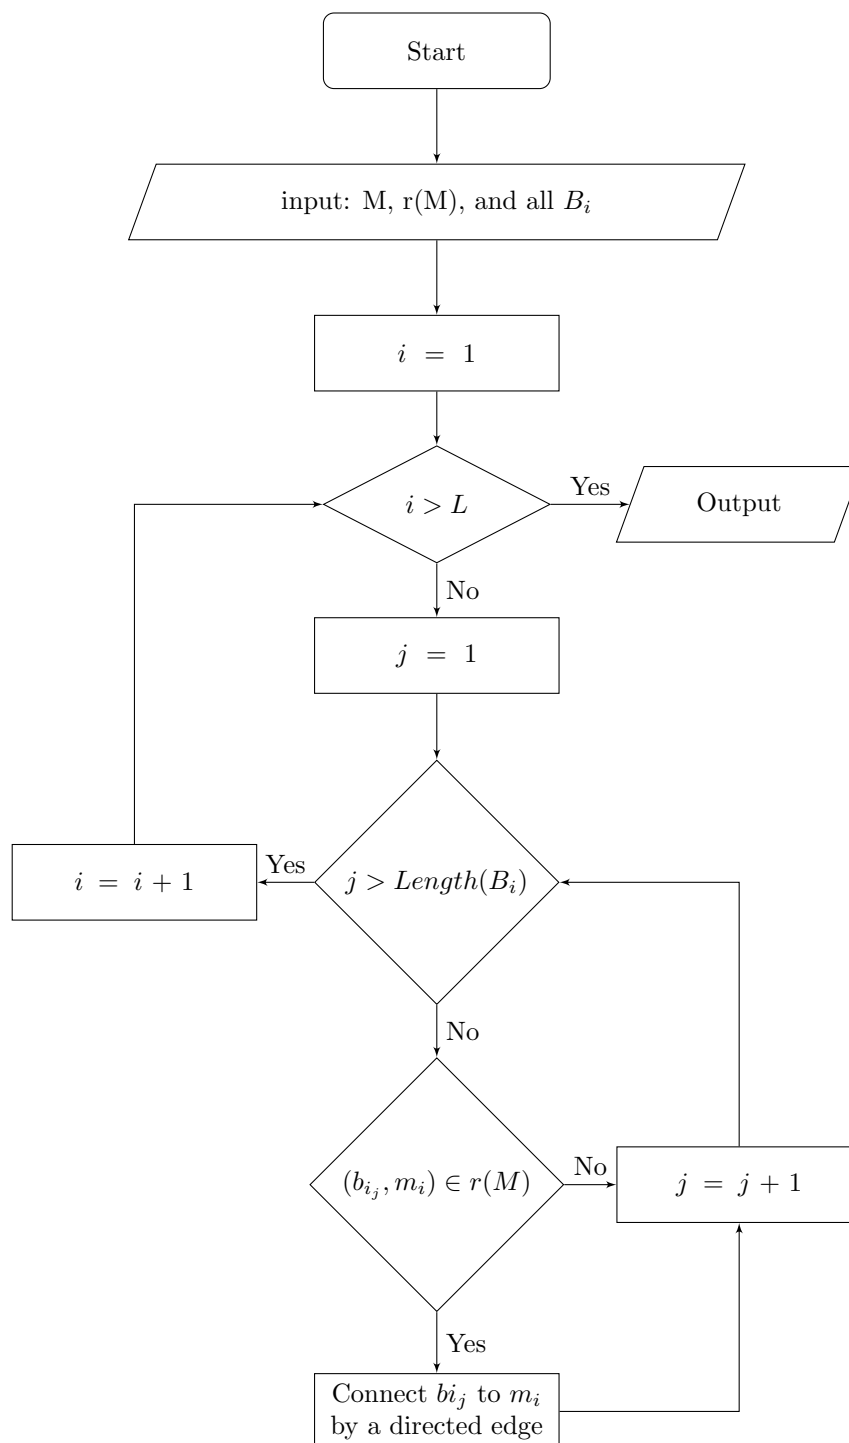 Start
input: M, r(M), and all $B_i$
$i = 1$
$i > L$
Yes
Output
No
$j = 1$
$j > Length(B_i)$
Yes
$i = i + 1$
No
$(b_{i_j}, m_i) \in r(M)$
No
$j = j + 1$
Yes
Connect $bi_j$ to $m_i$
by a directed edge